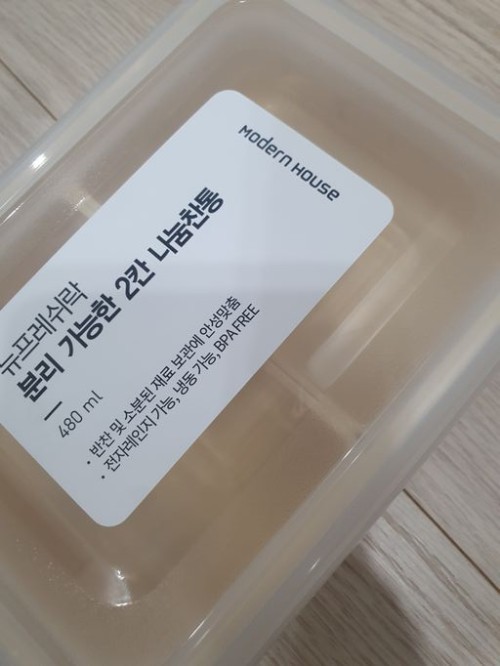 Modern House
뉴프레쉬락
분리 가능한 2칸 나눔찬통
480 ml
• 반찬 및 소분된 재료 보관에 안성맞춤
• 전자레인지 가능, 냉동 가능, BPA FREE